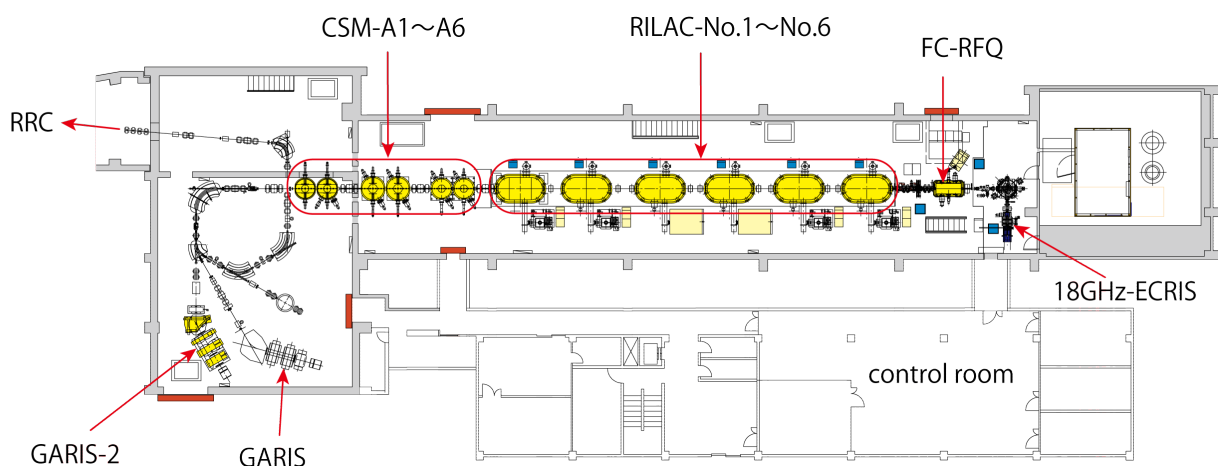 CSM-A1～A6
RILAC-No.1～No.6
FC-RFQ
RRC
18GHz-ECRIS
control room
GARIS-2
GARIS